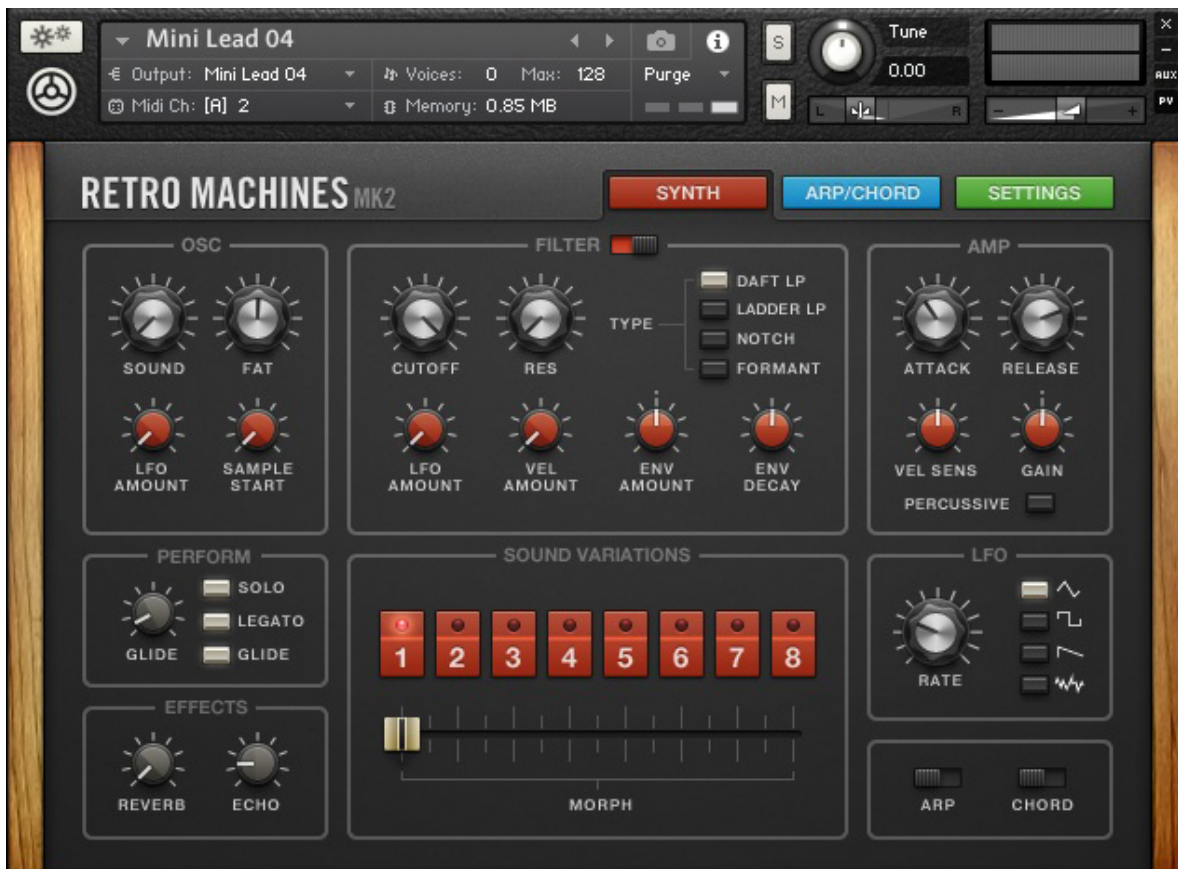 Mini Lead 04
Output: Mini Lead 04
Voices: 0 Max: 128
Purge
Midi Ch: [A] 2
Memory: 0.85 MB
S
M
Tune
0.00
L R
- +
X
-
AUX
PV
RETRO MACHINES MK2
SYNTH
ARP/CHORD
SETTINGS
OSC
SOUND FAT
LFO AMOUNT
SAMPLE START
FILTER
CUTOFF RES
TYPE
DAFT LP
LADDER LP
NOTCH
FORMANT
LFO AMOUNT
VEL AMOUNT
ENV AMOUNT
ENV DECAY
AMP
ATTACK RELEASE
VEL SENS GAIN
PERCUSSIVE
PERFORM
GLIDE
SOLO
LEGATO
GLIDE
SOUND VARIATIONS
1 2 3 4 5 6 7 8
MORPH
LFO
RATE
EFFECTS
REVERB ECHO
ARP CHORD